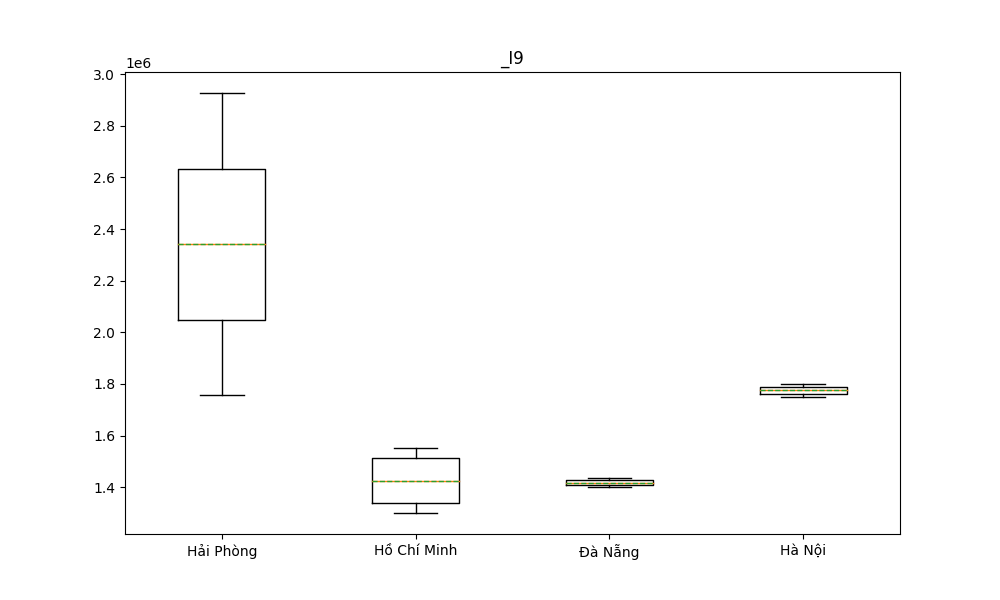 _l9
1e6
3.0
2.8
2.6
2.4
2.2
2.0
1.8
1.6
1.4
Hải Phòng
Hồ Chí Minh
Đà Nẵng
Hà Nội